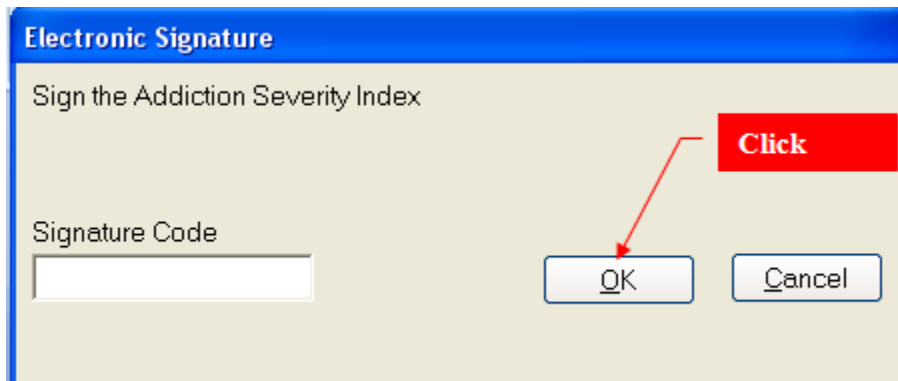 Electronic Signature
Sign the Addiction Severity Index
Click
Signature Code
OK
Cancel